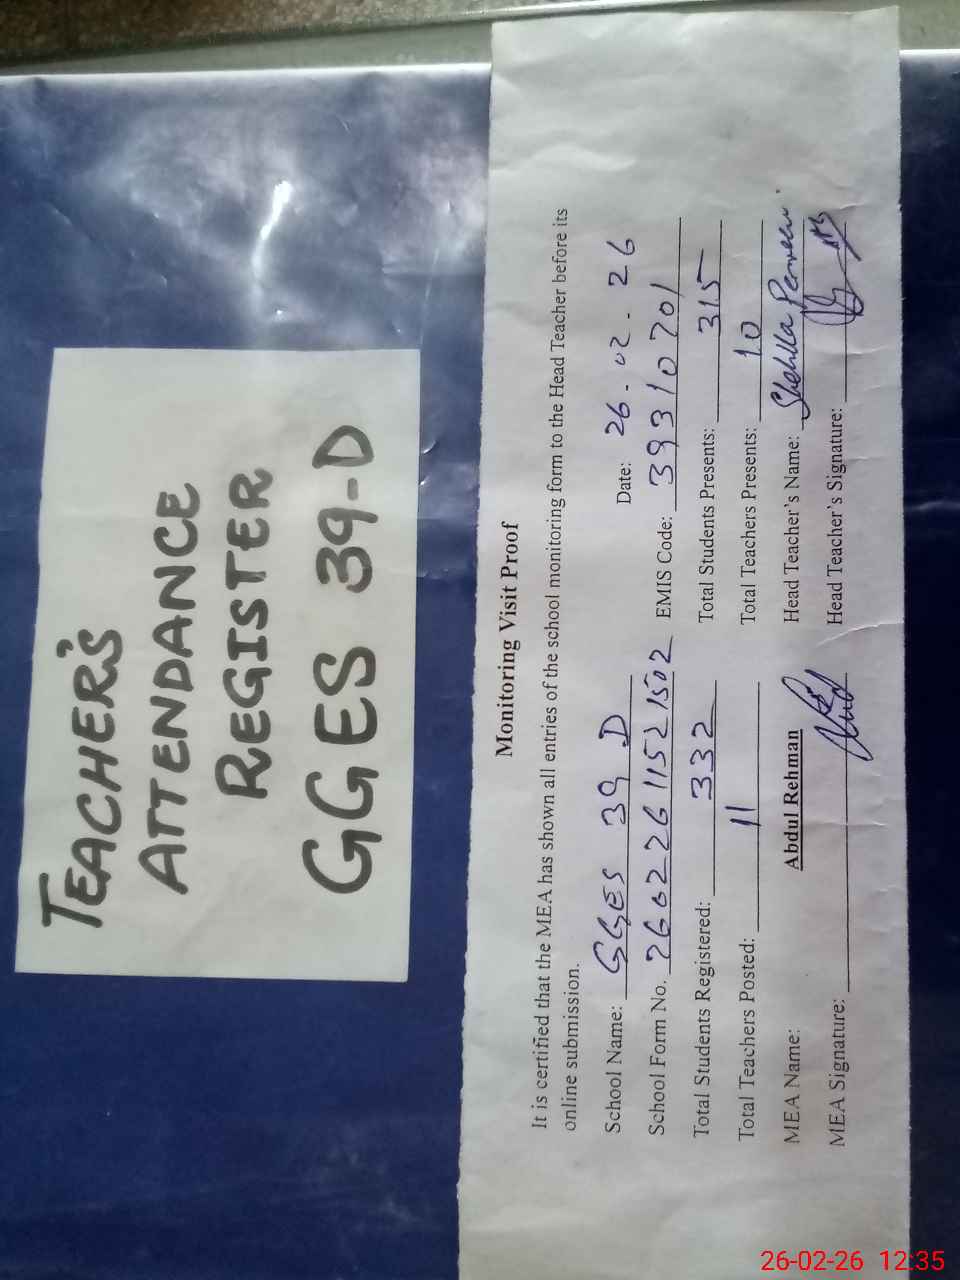 TEACHER'S
ATTENDANCE
REGISTER
GGES 39-D
Monitoring Visit Proof
It is certified that the MEA has shown all entries of the school monitoring form to the Head Teacher before its
online submission.
School Name: GGES 39 D Date: 26-02-26
School Form No. 26022611521502 EMIS Code: 39310701
Total Students Registered: 332 Total Students Presents: 315
Total Teachers Posted: 11 Total Teachers Presents: 10
MEA Name: Abdul Rehman Head Teacher's Name: Shehlla Perveen
MEA Signature: Head Teacher's Signature:
26-02-26 12:35